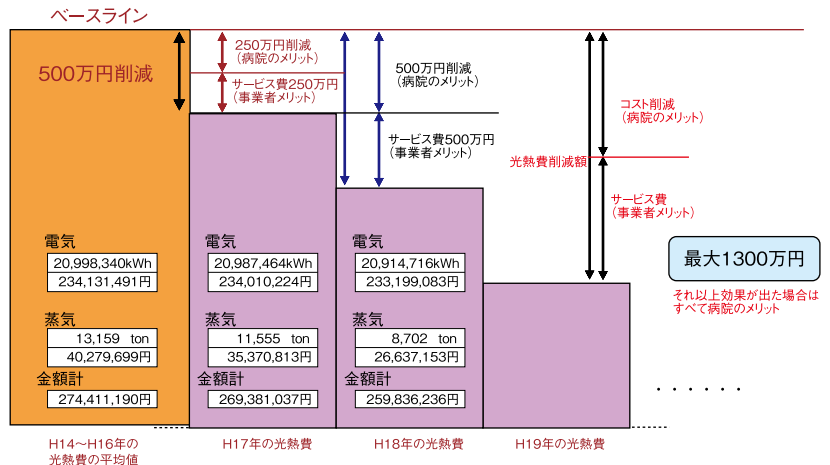 ベースライン
500万円削減
250万円削減
（病院のメリット）
サービス費250万円
（事業者メリット）
500万円削減
（病院のメリット）
サービス費500万円
（事業者メリット）
コスト削減
（病院のメリット）
光熱費削減額
サービス費
（事業者メリット）
最大1300万円
それ以上効果が出た場合は
すべて病院のメリット
電気
20,998,340kWh
234,131,491円
蒸気
13,159 ton
40,279,699円
金額計
274,411,190円
電気
20,987,464kWh
234,010,224円
蒸気
11,555 ton
35,370,813円
金額計
269,381,037円
電気
20,914,716kWh
233,199,083円
蒸気
8,702 ton
26,637,153円
金額計
259,836,236円
・・・・・・
H14～H16年の
光熱費の平均値
H17年の光熱費
H18年の光熱費
H19年の光熱費